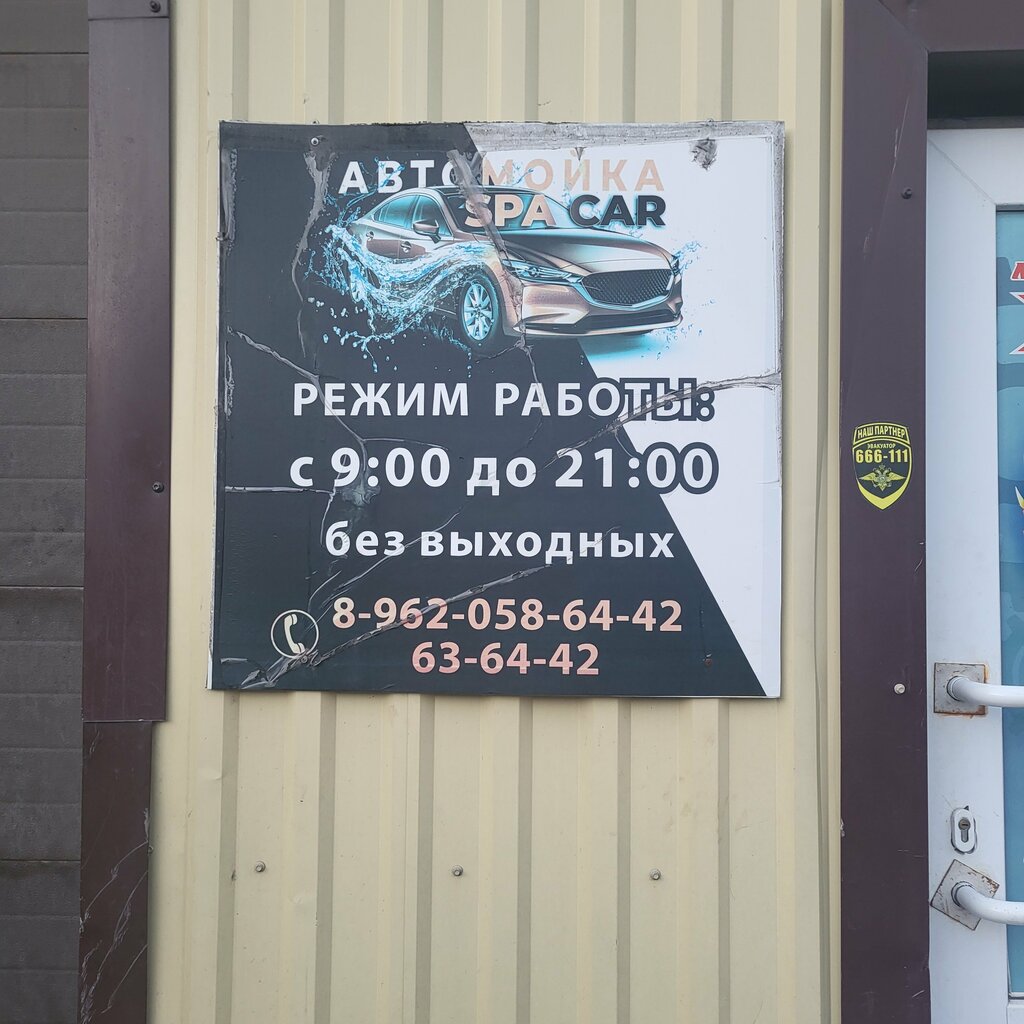 АВТОМОЙКА
SPA CAR
РЕЖИМ РАБОТЫ:
с 9:00 до 21:00
без выходных
8-962-058-64-42
63-64-42
НАШ ПАРТНЕР
ЭВАКУАТОР
666-111